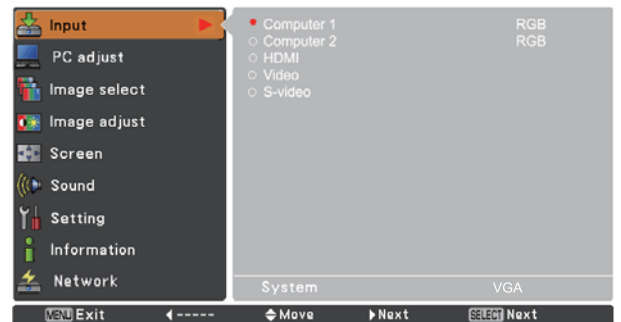 Input
PC adjust
Image select
Image adjust
Screen
Sound
Setting
Information
Network
Computer 1 RGB
Computer 2 RGB
HDMI
Video
S-video
System VGA
MENU Exit ----- Move Next SELECT Next